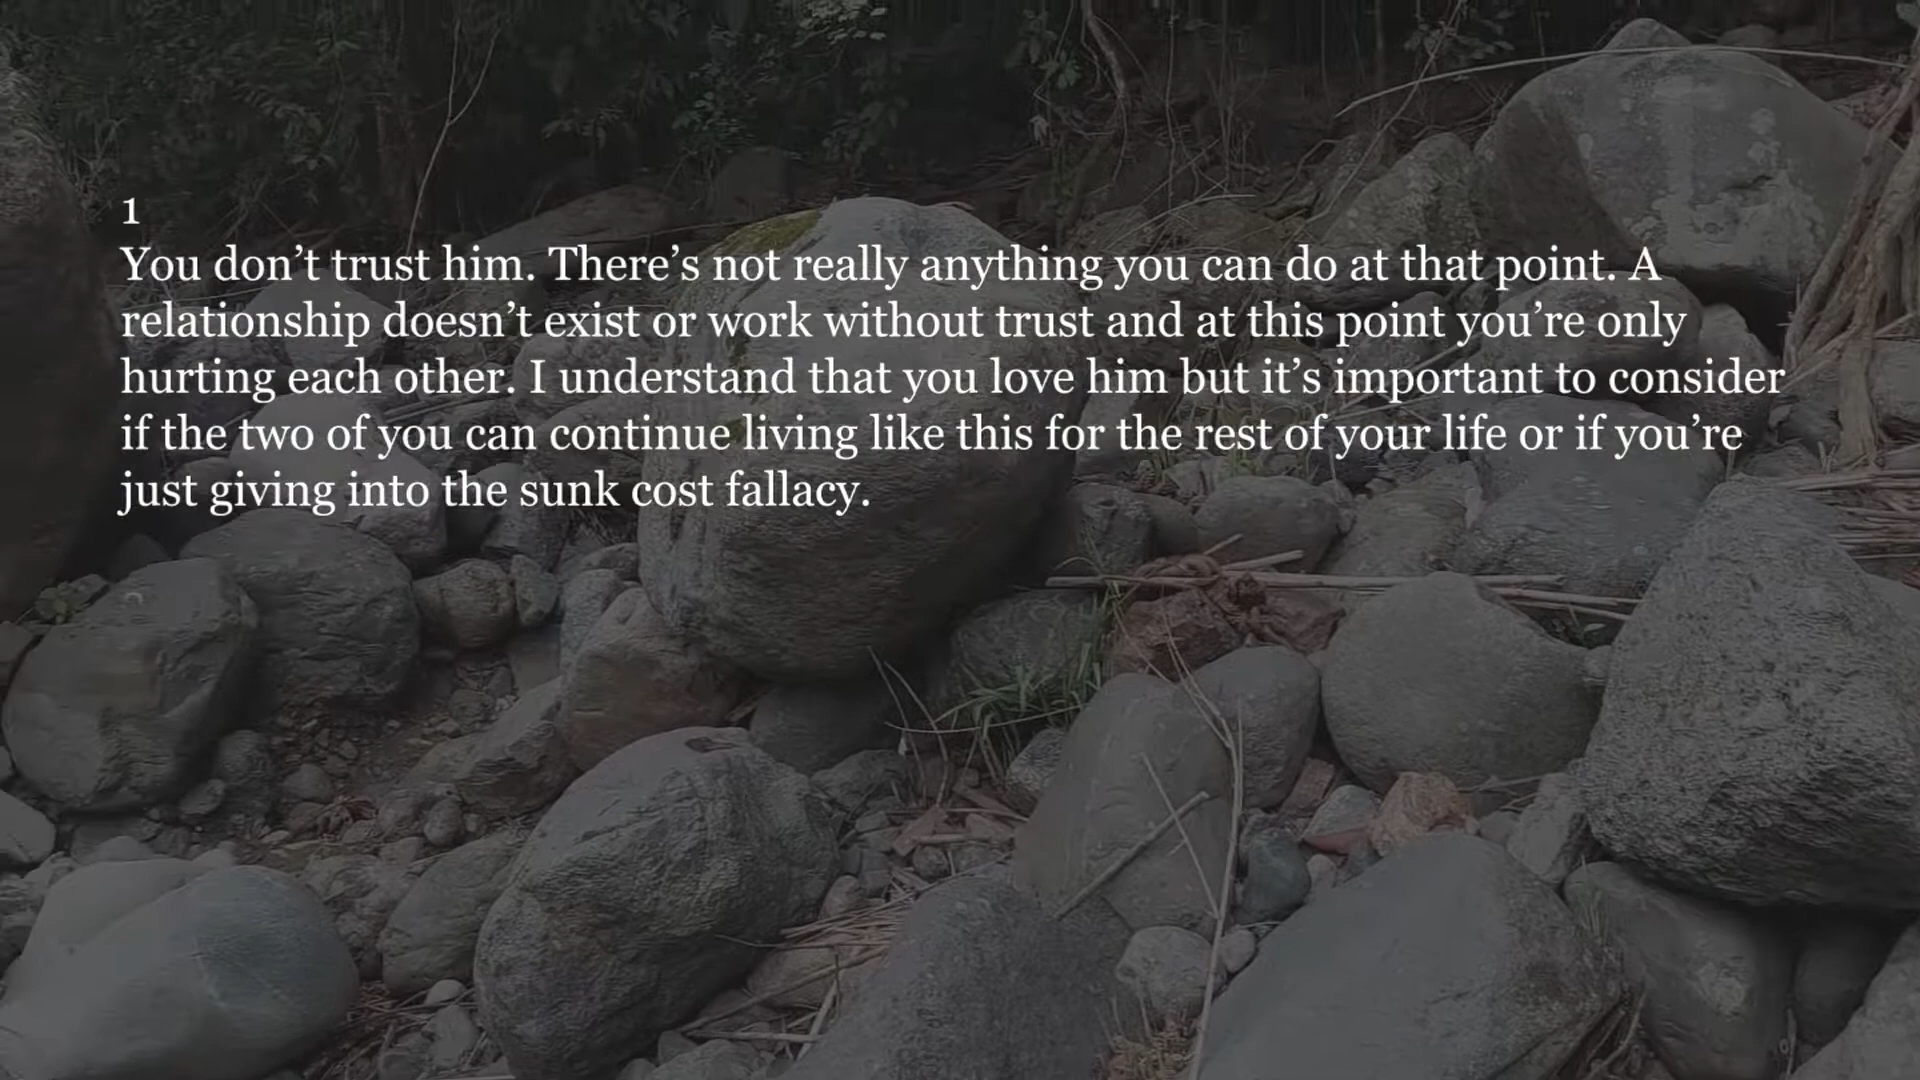 1
You don’t trust him. There’s not really anything you can do at that point. A
relationship doesn’t exist or work without trust and at this point you’re only
hurting each other. I understand that you love him but it’s important to consider
if the two of you can continue living like this for the rest of your life or if you’re
just giving into the sunk cost fallacy.